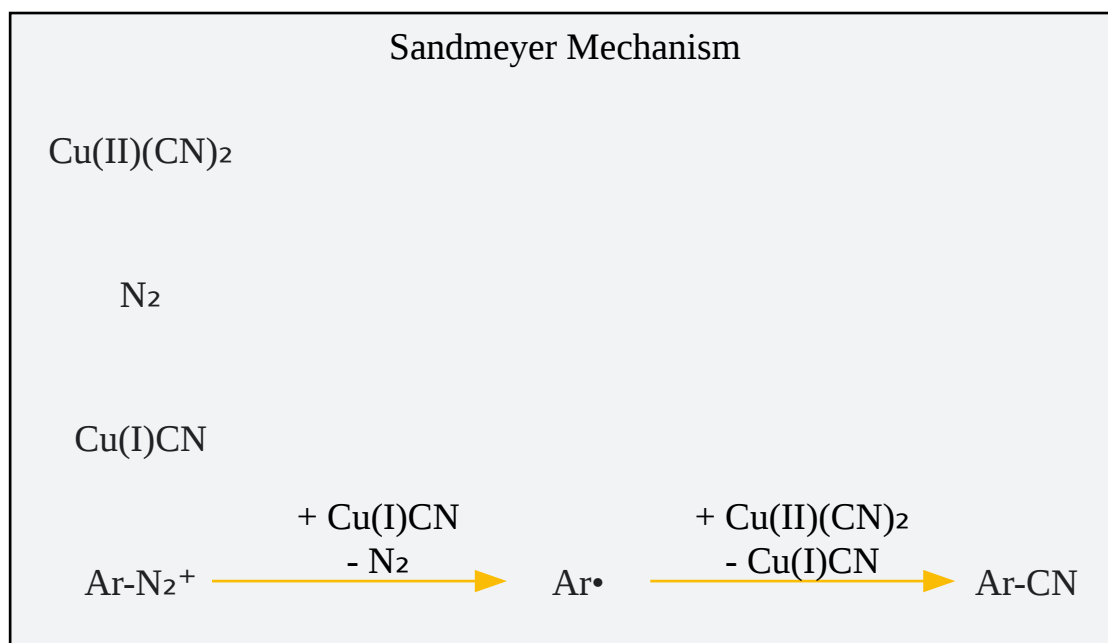 Sandmeyer Mechanism
Cu(II)(CN)₂
N₂
Cu(I)CN
+ Cu(I)CN
- N₂
+ Cu(II)(CN)₂
- Cu(I)CN
Ar-N₂⁺
Ar•
Ar-CN